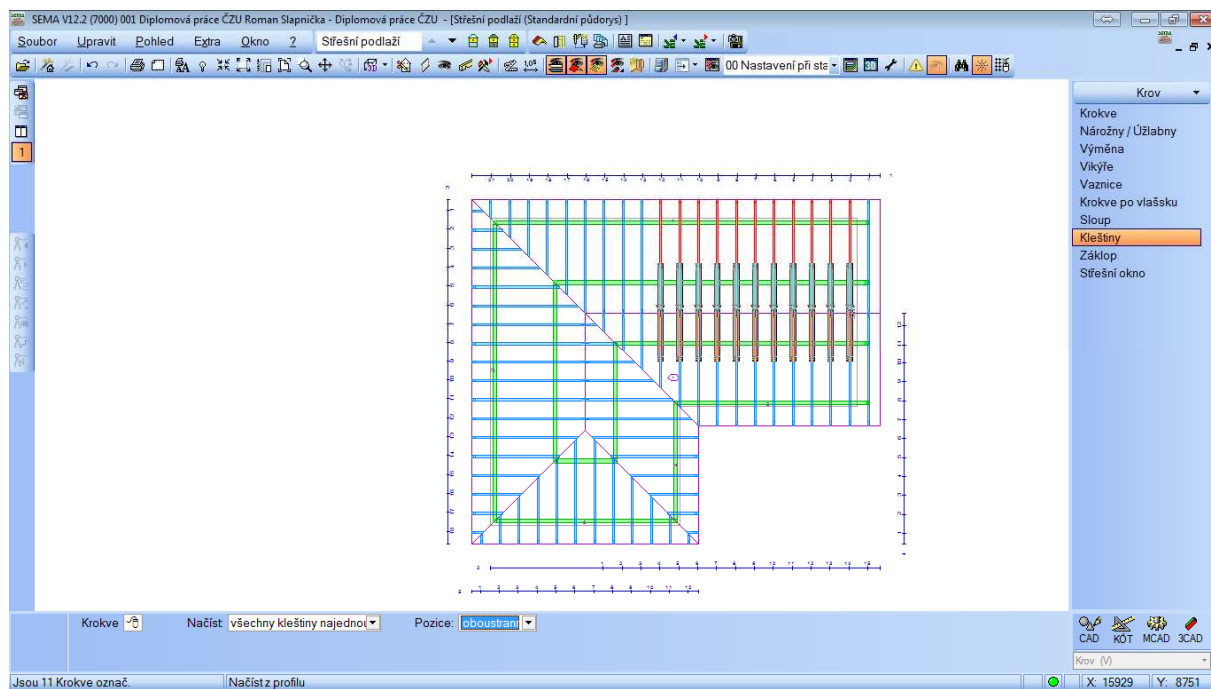 SEMA V12.2 (7000) 001 Diplomová práce ČZU Roman Slapnička - Diplomová práce ČZU - [Střešní podlaží (Standardní půdorys) ]
Soubor Upravit Pohled Extra Okno ? Střešní podlaží
00 Nastavení při sta
1
Krov
Krokve
Nárožny / Úžlabny
Výměna
Vikýře
Vaznice
Krokve po vlašsku
Sloup
Kleštiny
Záklop
Střešní okno
Krokve Načíst všechny kleštiny najednou Pozice: oboustrann
CAD KÓT MCAD 3CAD
Krov (V)
Jsou 11 Krokve označ. Načíst z profilu X: 15929 Y: 8751